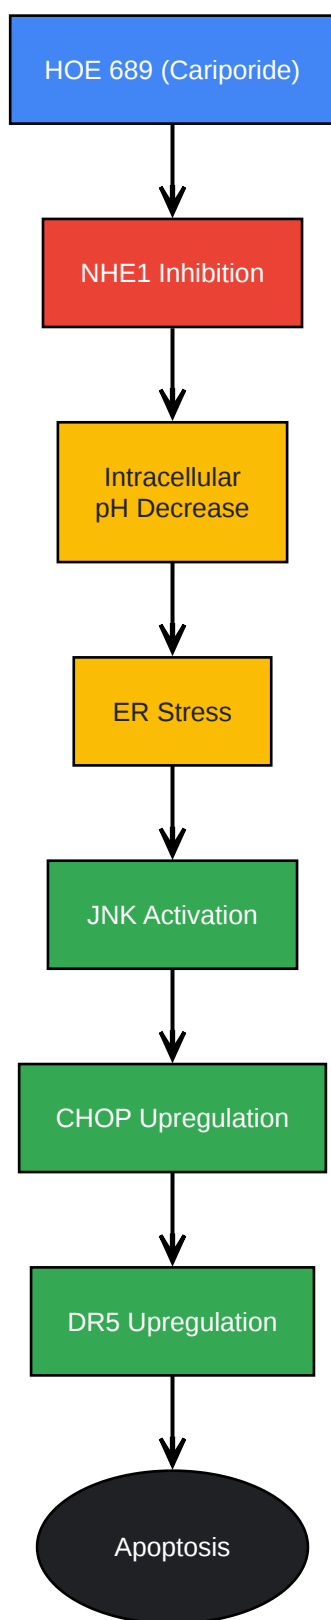 HOE 689 (Cariporide)
NHE1 Inhibition
Intracellular
pH Decrease
ER Stress
JNK Activation
CHOP Upregulation
DR5 Upregulation
Apoptosis